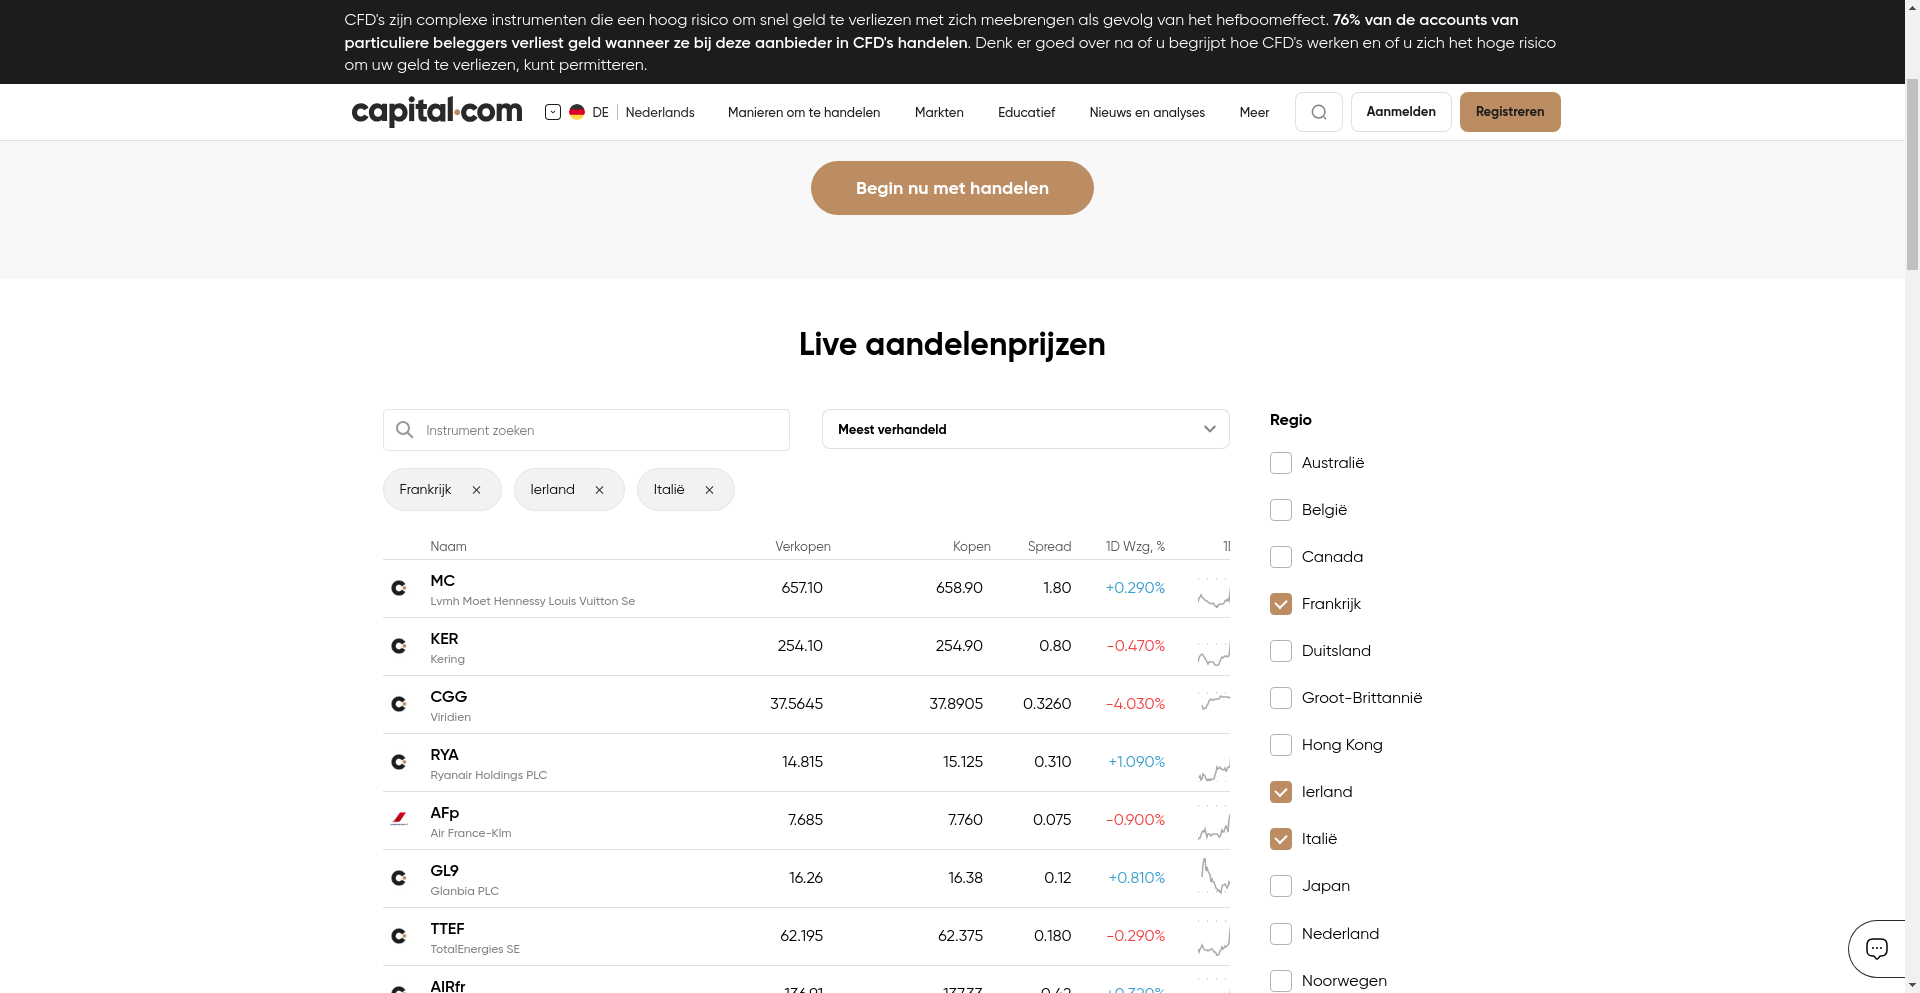 CFD's zijn complexe instrumenten die een hoog risico om snel geld te verliezen met zich meebrengen als gevolg van het hefboomeffect. 76% van de accounts van
particuliere beleggers verliest geld wanneer ze bij deze aanbieder in CFD's handelen. Denk er goed over na of u begrijpt hoe CFD's werken en of u zich het hoge risico
om uw geld te verliezen, kunt permitteren.
capital.com DE Nederlands Manieren om te handelen Markten Educatief Nieuws en analyses Meer Aanmelden Registreren
Begin nu met handelen
Live aandelenprijzen
Instrument zoeken
Meest verhandeld
Frankrijk
Ierland
Italië
Naam Verkopen Kopen Spread 1D Wzg, %
MC 657.10 658.90 1.80 +0.290%
Lvmh Moet Hennessy Louis Vuitton Se
KER 254.10 254.90 0.80 -0.470%
Kering
CGG 37.5645 37.8905 0.3260 -4.030%
Viridien
RYA 14.815 15.125 0.310 +1.090%
Ryanair Holdings PLC
AFp 7.685 7.760 0.075 -0.900%
Air France-Klm
GL9 16.26 16.38 0.12 +0.810%
Glanbia PLC
TTEF 62.195 62.375 0.180 -0.290%
TotalEnergies SE
AIRfr
Regio
Australië
België
Canada
Frankrijk
Duitsland
Groot-Brittannië
Hong Kong
Ierland
Italië
Japan
Nederland
Noorwegen